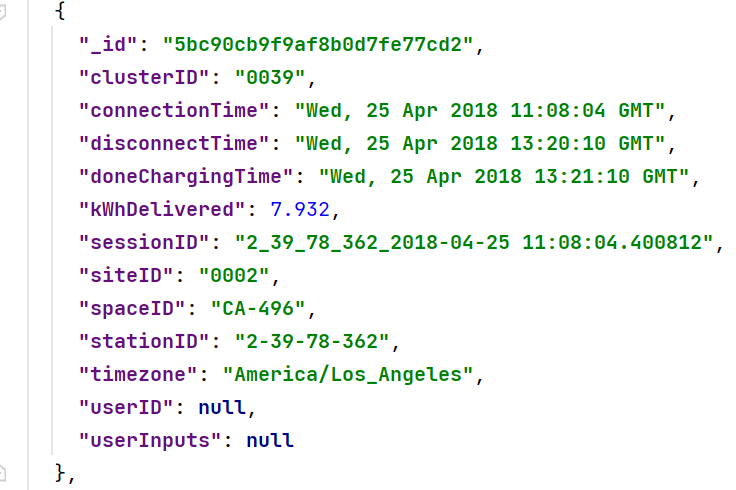 {
"_id": "5bc90cb9f9af8b0d7fe77cd2",
"clusterID": "0039",
"connectionTime": "Wed, 25 Apr 2018 11:08:04 GMT",
"disconnectTime": "Wed, 25 Apr 2018 13:20:10 GMT",
"doneChargingTime": "Wed, 25 Apr 2018 13:21:10 GMT",
"kWhDelivered": 7.932,
"sessionID": "2_39_78_362_2018-04-25 11:08:04.400812",
"siteID": "0002",
"spaceID": "CA-496",
"stationID": "2-39-78-362",
"timezone": "America/Los_Angeles",
"userID": null,
"userInputs": null
},